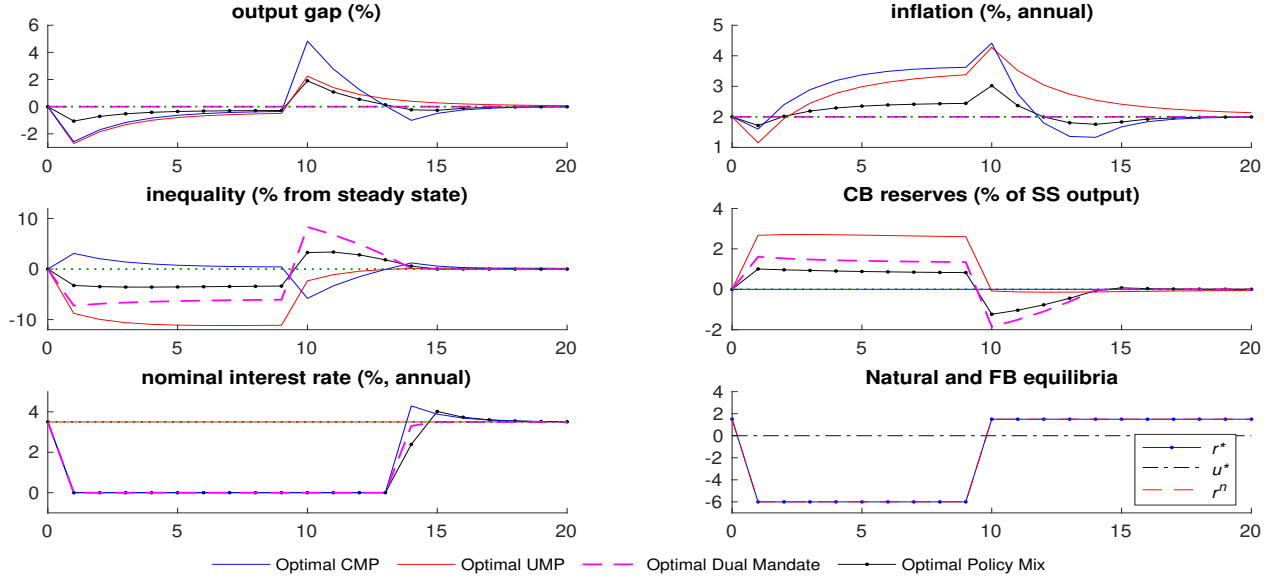 output gap (%)
6
4
2
0
-2
0 5 10 15 20
inflation (%, annual)
5
4
3
2
1
0 5 10 15 20
inequality (% from steady state)
10
0
-10
0 5 10 15 20
CB reserves (% of SS output)
4
2
0
-2
0 5 10 15 20
nominal interest rate (%, annual)
4
2
0
0 5 10 15 20
Natural and FB equilibria
2
0
-2
-4
-6
0 5 10 15 20
r*
u*
rⁿ
Optimal CMP Optimal UMP Optimal Dual Mandate Optimal Policy Mix